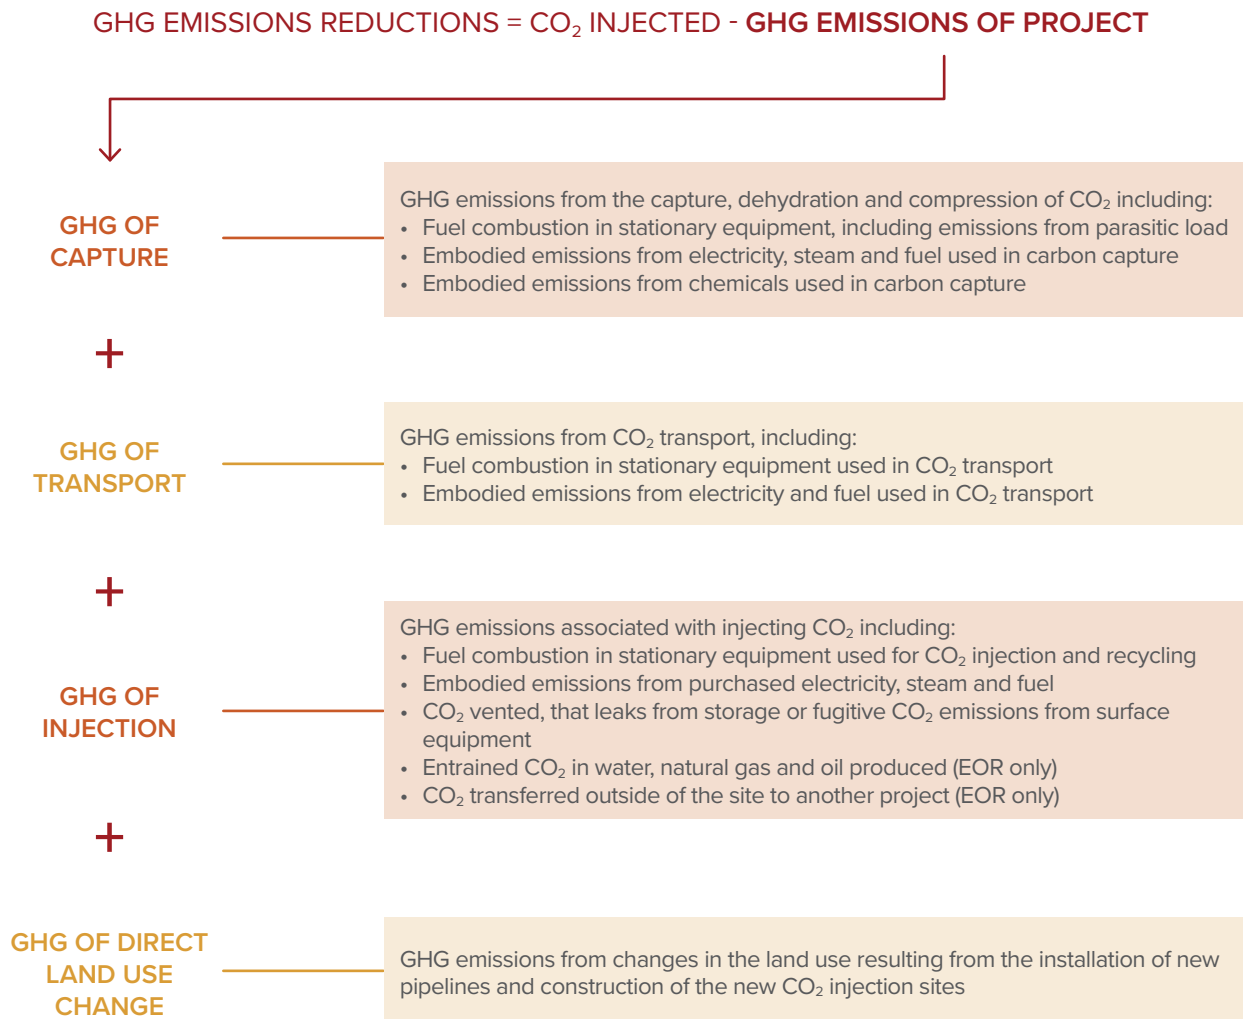 GHG EMISSIONS REDUCTIONS = CO₂ INJECTED - GHG EMISSIONS OF PROJECT
GHG OF
CAPTURE
GHG emissions from the capture, dehydration and compression of CO₂ including:
• Fuel combustion in stationary equipment, including emissions from parasitic load
• Embodied emissions from electricity, steam and fuel used in carbon capture
• Embodied emissions from chemicals used in carbon capture
+
GHG OF
TRANSPORT
GHG emissions from CO₂ transport, including:
• Fuel combustion in stationary equipment used in CO₂ transport
• Embodied emissions from electricity and fuel used in CO₂ transport
+
GHG OF
INJECTION
GHG emissions associated with injecting CO₂ including:
• Fuel combustion in stationary equipment used for CO₂ injection and recycling
• Embodied emissions from purchased electricity, steam and fuel
• CO₂ vented, that leaks from storage or fugitive CO₂ emissions from surface
equipment
• Entrained CO₂ in water, natural gas and oil produced (EOR only)
• CO₂ transferred outside of the site to another project (EOR only)
+
GHG OF DIRECT
LAND USE
CHANGE
GHG emissions from changes in the land use resulting from the installation of new
pipelines and construction of the new CO₂ injection sites